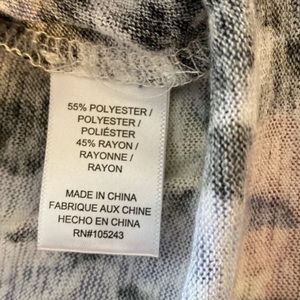 55% POLYESTER /
POLYESTER /
POLIÉSTER
45% RAYON /
RAYONNE /
RAYON
MADE IN CHINA
FABRIQUE AUX CHINE
HECHO EN CHINA
RN#105243